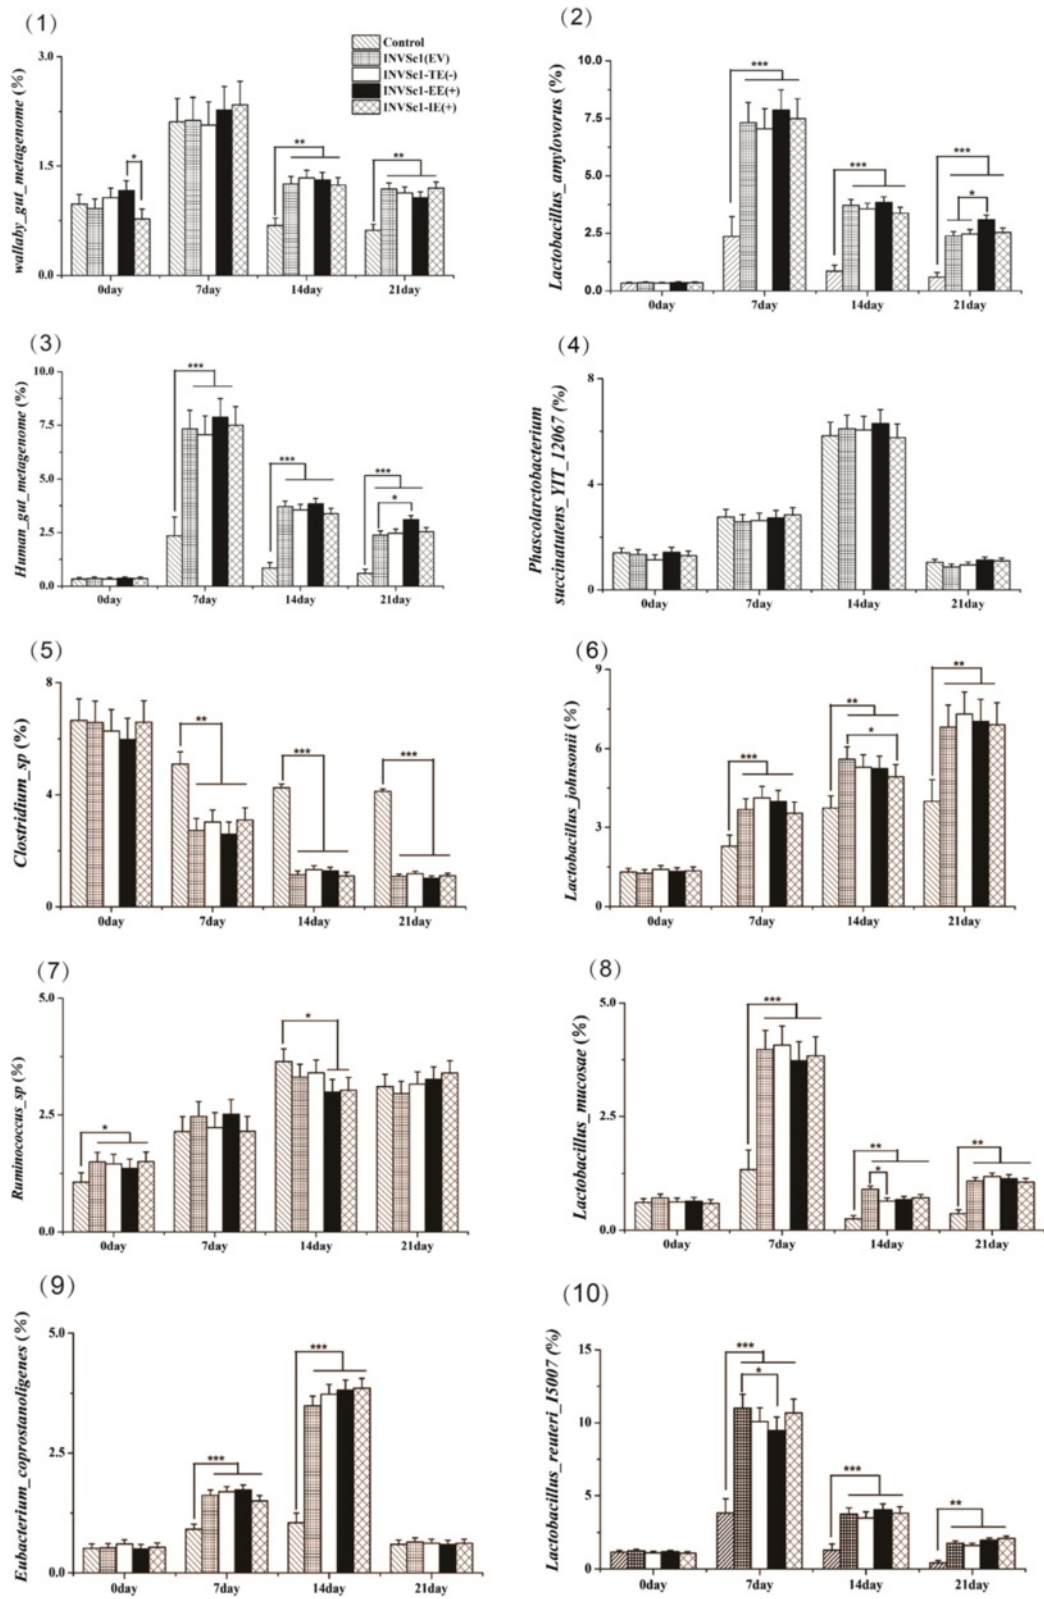 (1)
Control
INVSc1(EV)
INVSc1-TE(-)
INVSc1-EE(+)
INVSc1-IE(+)
wallaby_gut_metagenome (%)
3.0
1.5
0.0
*
**
**
0day
7day
14day
21day
(2)
Lactobacillus_amylovorus (%)
10.0
7.5
5.0
2.5
0.0
***
***
***
*
0day
7day
14day
21day
(3)
Human_gut_metagenome (%)
10.0
7.5
5.0
2.5
0.0
***
***
***
*
0day
7day
14day
21day
(4)
Phascolarctobacterium
succinatutens_YIT_12067 (%)
8
4
0
0day
7day
14day
21day
(5)
Clostridium_sp (%)
8
4
0
**
***
***
0day
7day
14day
21day
(6)
Lactobacillus_johnsonii (%)
9
6
3
0
***
**
*
**
0day
7day
14day
21day
(7)
Ruminococcus_sp (%)
5.0
2.5
0.0
*
*
0day
7day
14day
21day
(8)
Lactobacillus_mucosae (%)
5.0
2.5
0.0
***
**
*
**
0day
7day
14day
21day
(9)
Eubacterium_coprostanoligenes (%)
5.0
2.5
0.0
***
***
0day
7day
14day
21day
(10)
Lactobacillus_reuteri_I5007 (%)
15
10
5
0
***
*
***
**
0day
7day
14day
21day